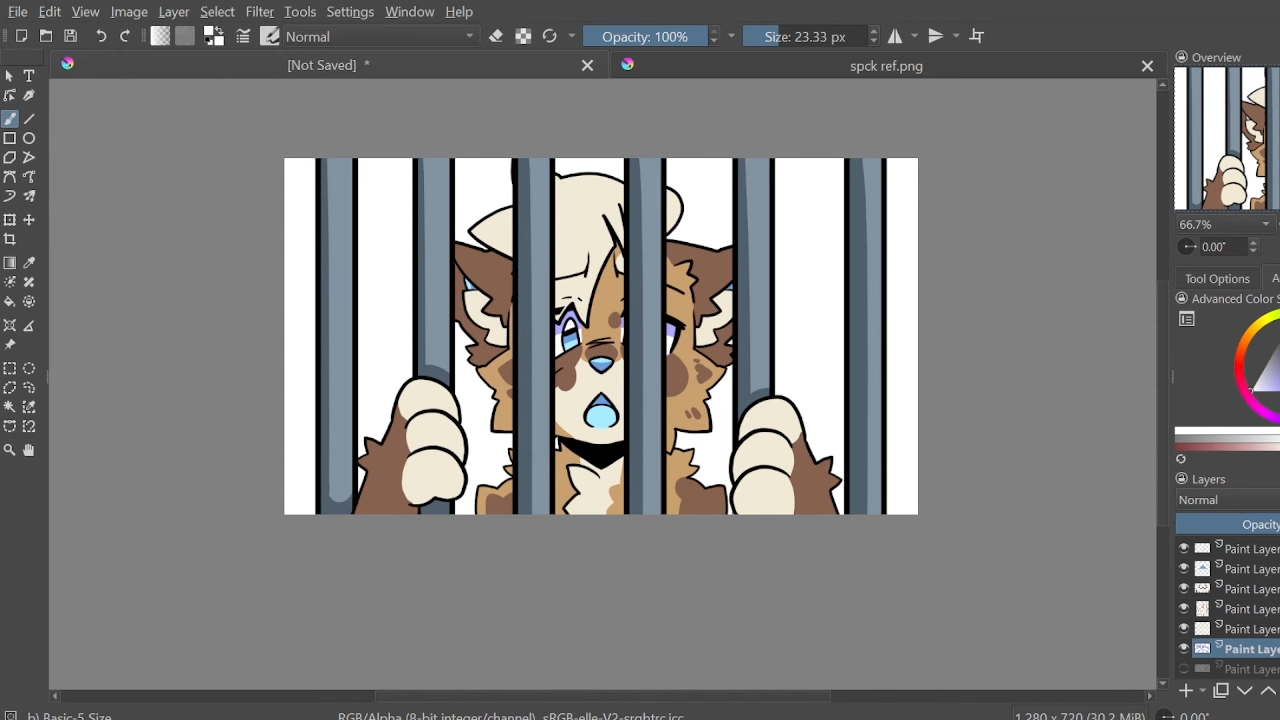 File Edit View Image Layer Select Filter Tools Settings Window Help
Normal Opacity: 100% Size: 23.33 px
[Not Saved] * spck ref.png
Overview
66.7%
0.00°
Tool Options A
Advanced Color S
Layers
Normal
Opacity
Paint Layer
Paint Layer
Paint Layer
Paint Layer
Paint Layer
Paint Laye
Paint Layer
b) Basic-5 Size RGB/Alpha (8-bit integer/channel) sRGB-elle-V2-srgbtrc.icc 1,280 x 720 (30.2 MiB) 0.00°